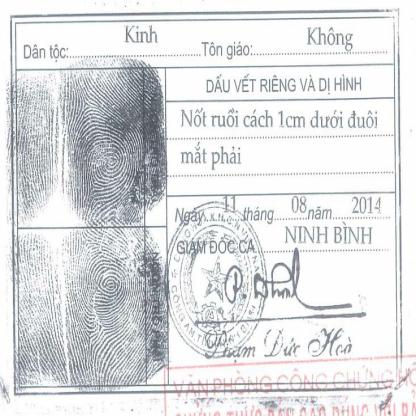 Dân tộc: Kinh Tôn giáo: Không
DẤU VẾT RIÊNG VÀ DỊ HÌNH
Nốt ruồi cách 1cm dưới đuôi
mắt phải
Ngày 11 tháng 08 năm 2014
GIÁM ĐỐC CA NINH BÌNH
Phạm Đức Hoà
VĂN PHÒNG CÔNG CHỨNG